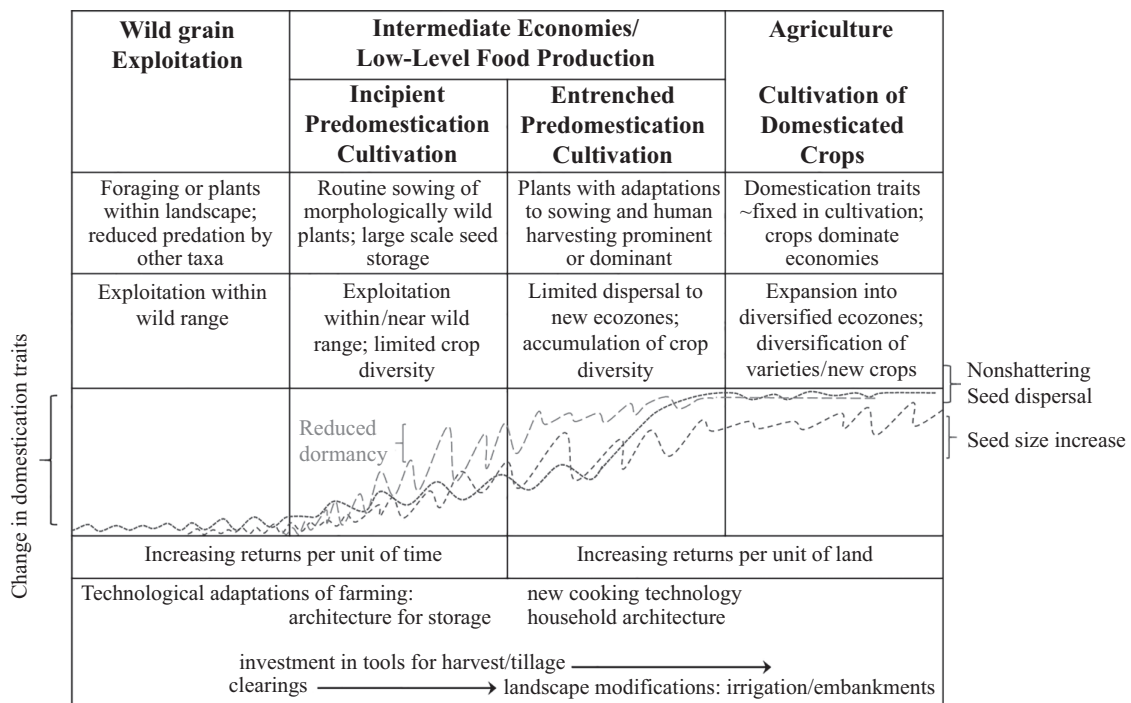 Wild grain
Exploitation
Intermediate Economies/
Low-Level Food Production
Agriculture
Incipient
Predomestication
Cultivation
Entrenched
Predomestication
Cultivation
Cultivation of
Domesticated
Crops
Foraging or plants
within landscape;
reduced predation by
other taxa
Routine sowing of
morphologically wild
plants; large scale seed
storage
Plants with adaptations
to sowing and human
harvesting prominent
or dominant
Domestication traits
~fixed in cultivation;
crops dominate
economies
Exploitation within
wild range
Exploitation
within/near wild
range; limited crop
diversity
Limited dispersal to
new ecozones;
accumulation of crop
diversity
Expansion into
diversified ecozones;
diversification of
varieties/new crops
Change in domestication traits
Reduced
dormancy
Nonshattering
Seed dispersal
Seed size increase
Increasing returns per unit of time
Increasing returns per unit of land
Technological adaptations of farming:
architecture for storage
new cooking technology
household architecture
investment in tools for harvest/tillage
clearings
landscape modifications: irrigation/embankments